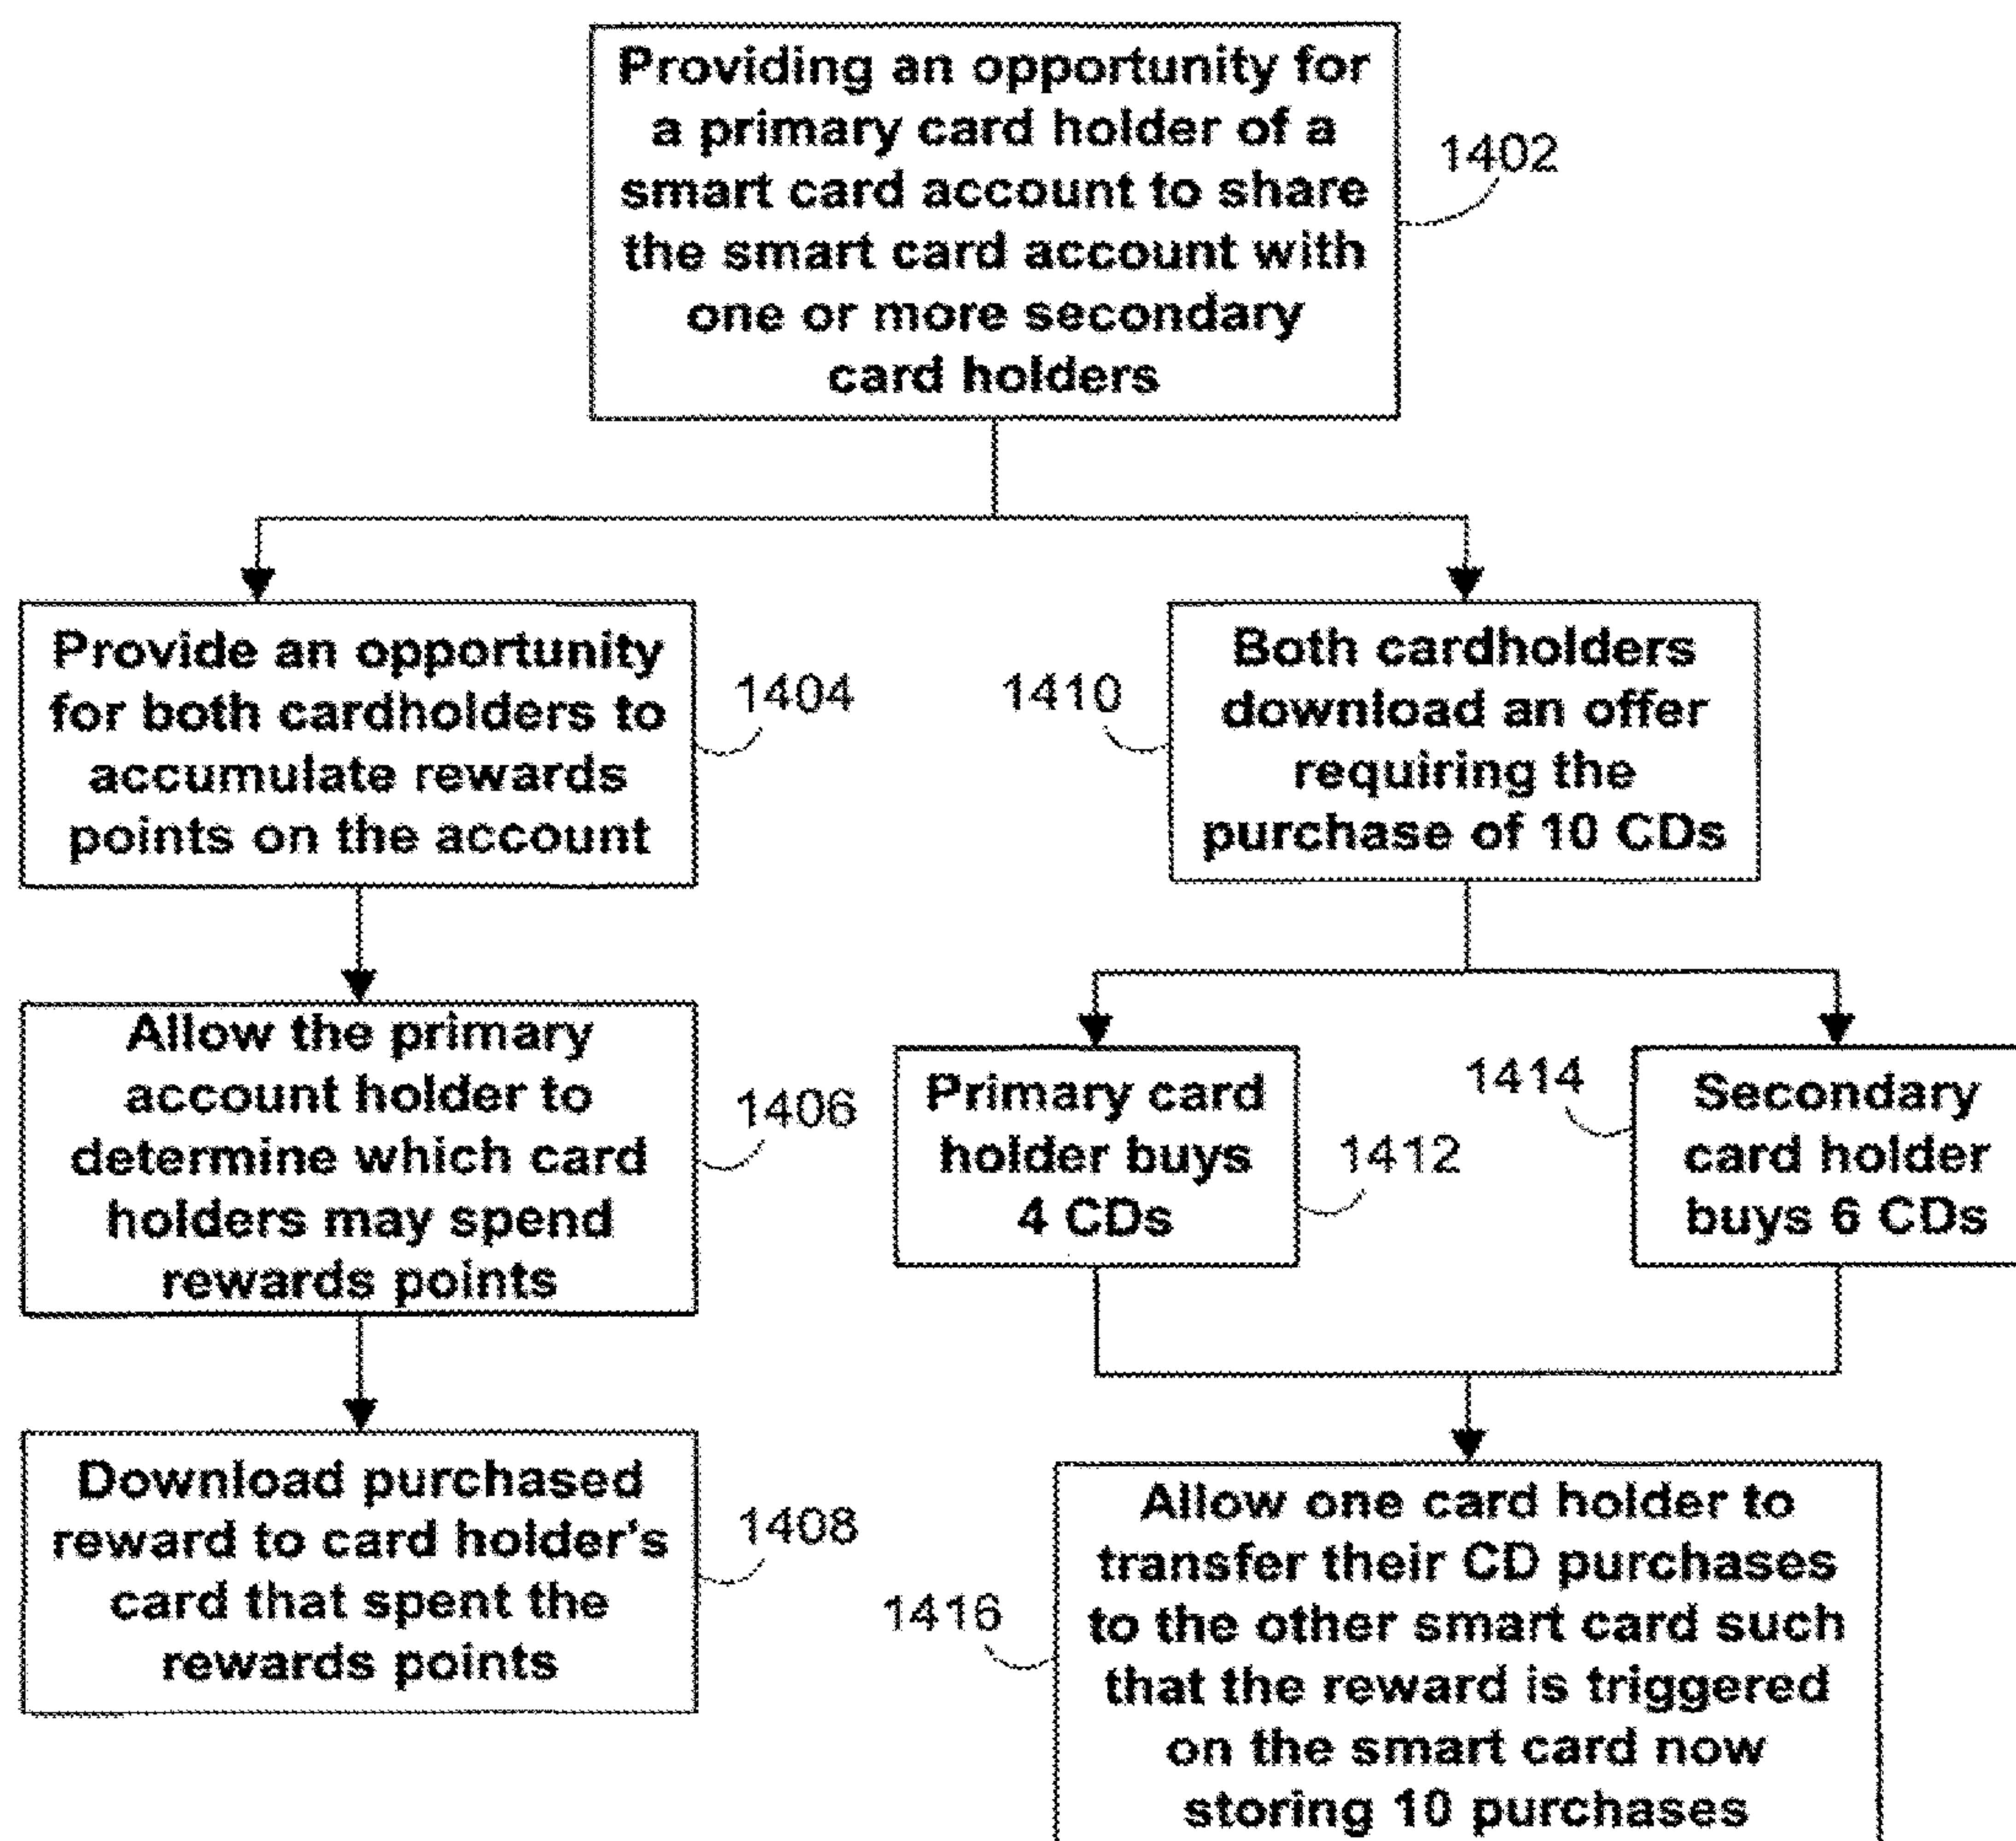 Providing an opportunity for
a primary card holder of a
smart card account to share
the smart card account with
one or more secondary
card holders
1402
Provide an opportunity
for both cardholders to
accumulate rewards
points on the account
1404
Allow the primary
account holder to
determine which card
holders may spend
rewards points
1406
Download purchased
reward to card holder's
card that spent the
rewards points
1408
1410
Both cardholders
download an offer
requiring the
purchase of 10 CDs
Primary card
holder buys
4 CDs
1412
1414
Secondary
card holder
buys 6 CDs
1416
Allow one card holder to
transfer their CD purchases
to the other smart card such
that the reward is triggered
on the smart card now
storing 10 purchases